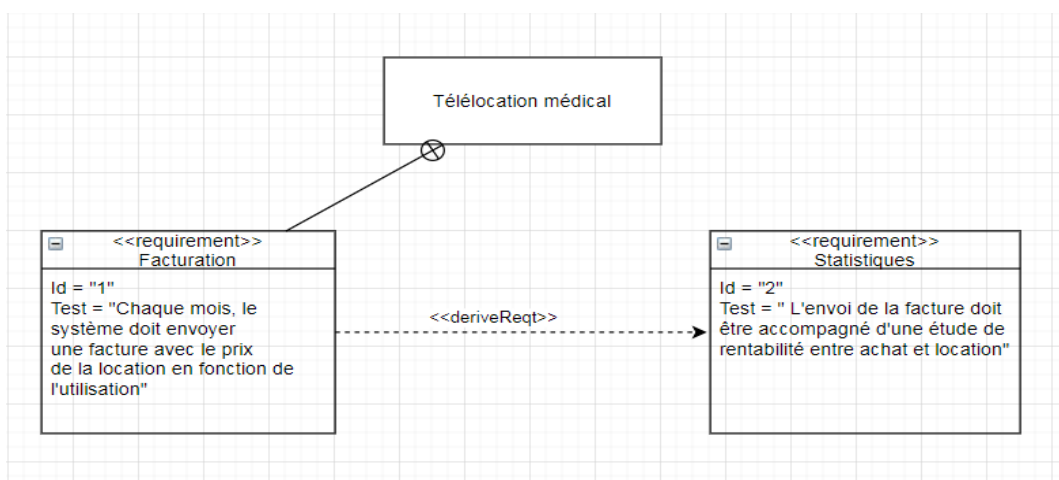 Télélocation médical
<<requirement>>
Facturation
Id = "1"
Test = "Chaque mois, le
système doit envoyer
une facture avec le prix
de la location en fonction de
l'utilisation"
<<deriveReqt>>
<<requirement>>
Statistiques
Id = "2"
Test = " L'envoi de la facture doit
être accompagné d'une étude de
rentabilité entre achat et location"